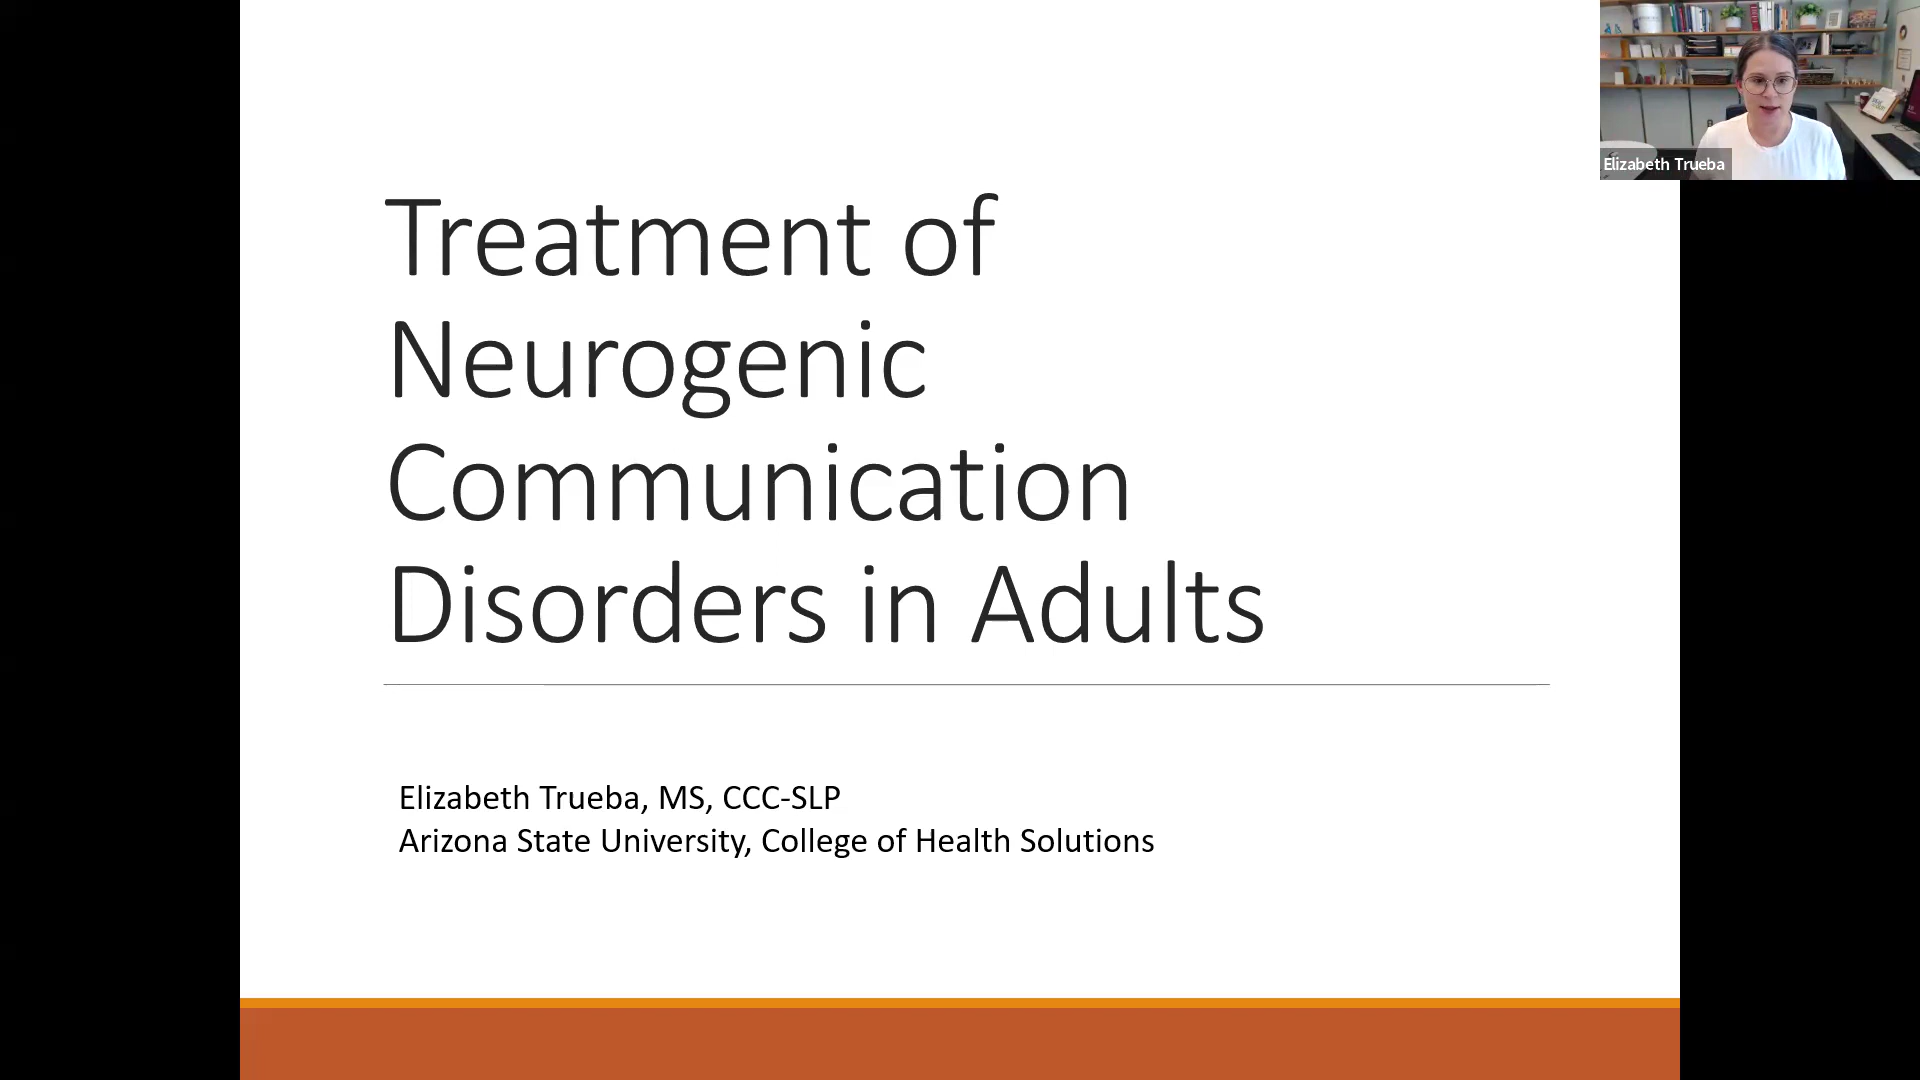 Treatment of
Neurogenic
Communication
Disorders in Adults
Elizabeth Trueba, MS, CCC-SLP
Arizona State University, College of Health Solutions
Elizabeth Trueba